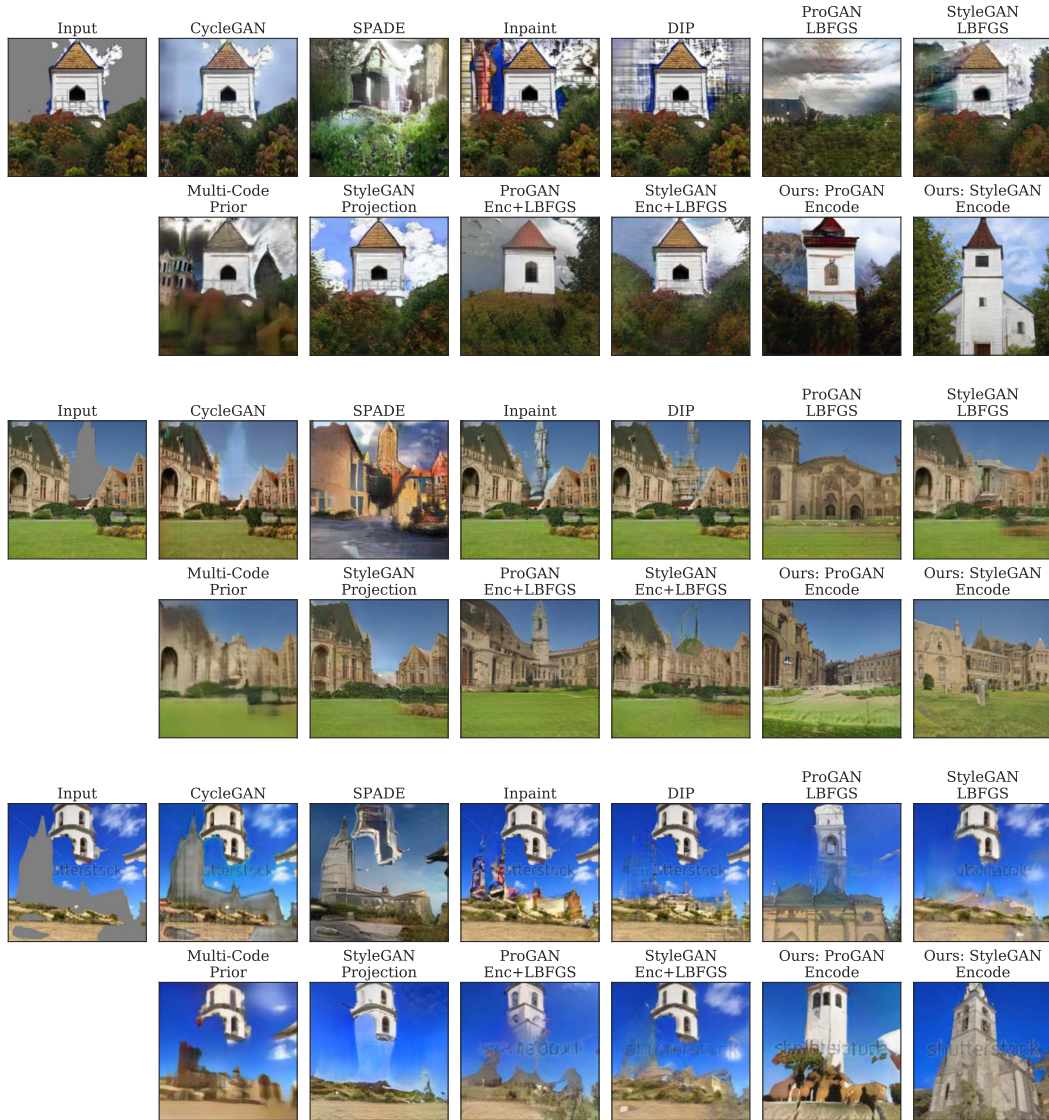 Input
CycleGAN
SPADE
Inpaint
DIP
ProGAN
LBFGS
StyleGAN
LBFGS
Multi-Code
Prior
StyleGAN
Projection
ProGAN
Enc+LBFGS
StyleGAN
Enc+LBFGS
Ours: ProGAN
Encode
Ours: StyleGAN
Encode
Input
CycleGAN
SPADE
Inpaint
DIP
ProGAN
LBFGS
StyleGAN
LBFGS
Multi-Code
Prior
StyleGAN
Projection
ProGAN
Enc+LBFGS
StyleGAN
Enc+LBFGS
Ours: ProGAN
Encode
Ours: StyleGAN
Encode
Input
CycleGAN
SPADE
Inpaint
DIP
ProGAN
LBFGS
StyleGAN
LBFGS
utterstock
utterstock
utterstock
Multi-Code
Prior
StyleGAN
Projection
ProGAN
Enc+LBFGS
StyleGAN
Enc+LBFGS
Ours: ProGAN
Encode
Ours: StyleGAN
Encode
shutterstock